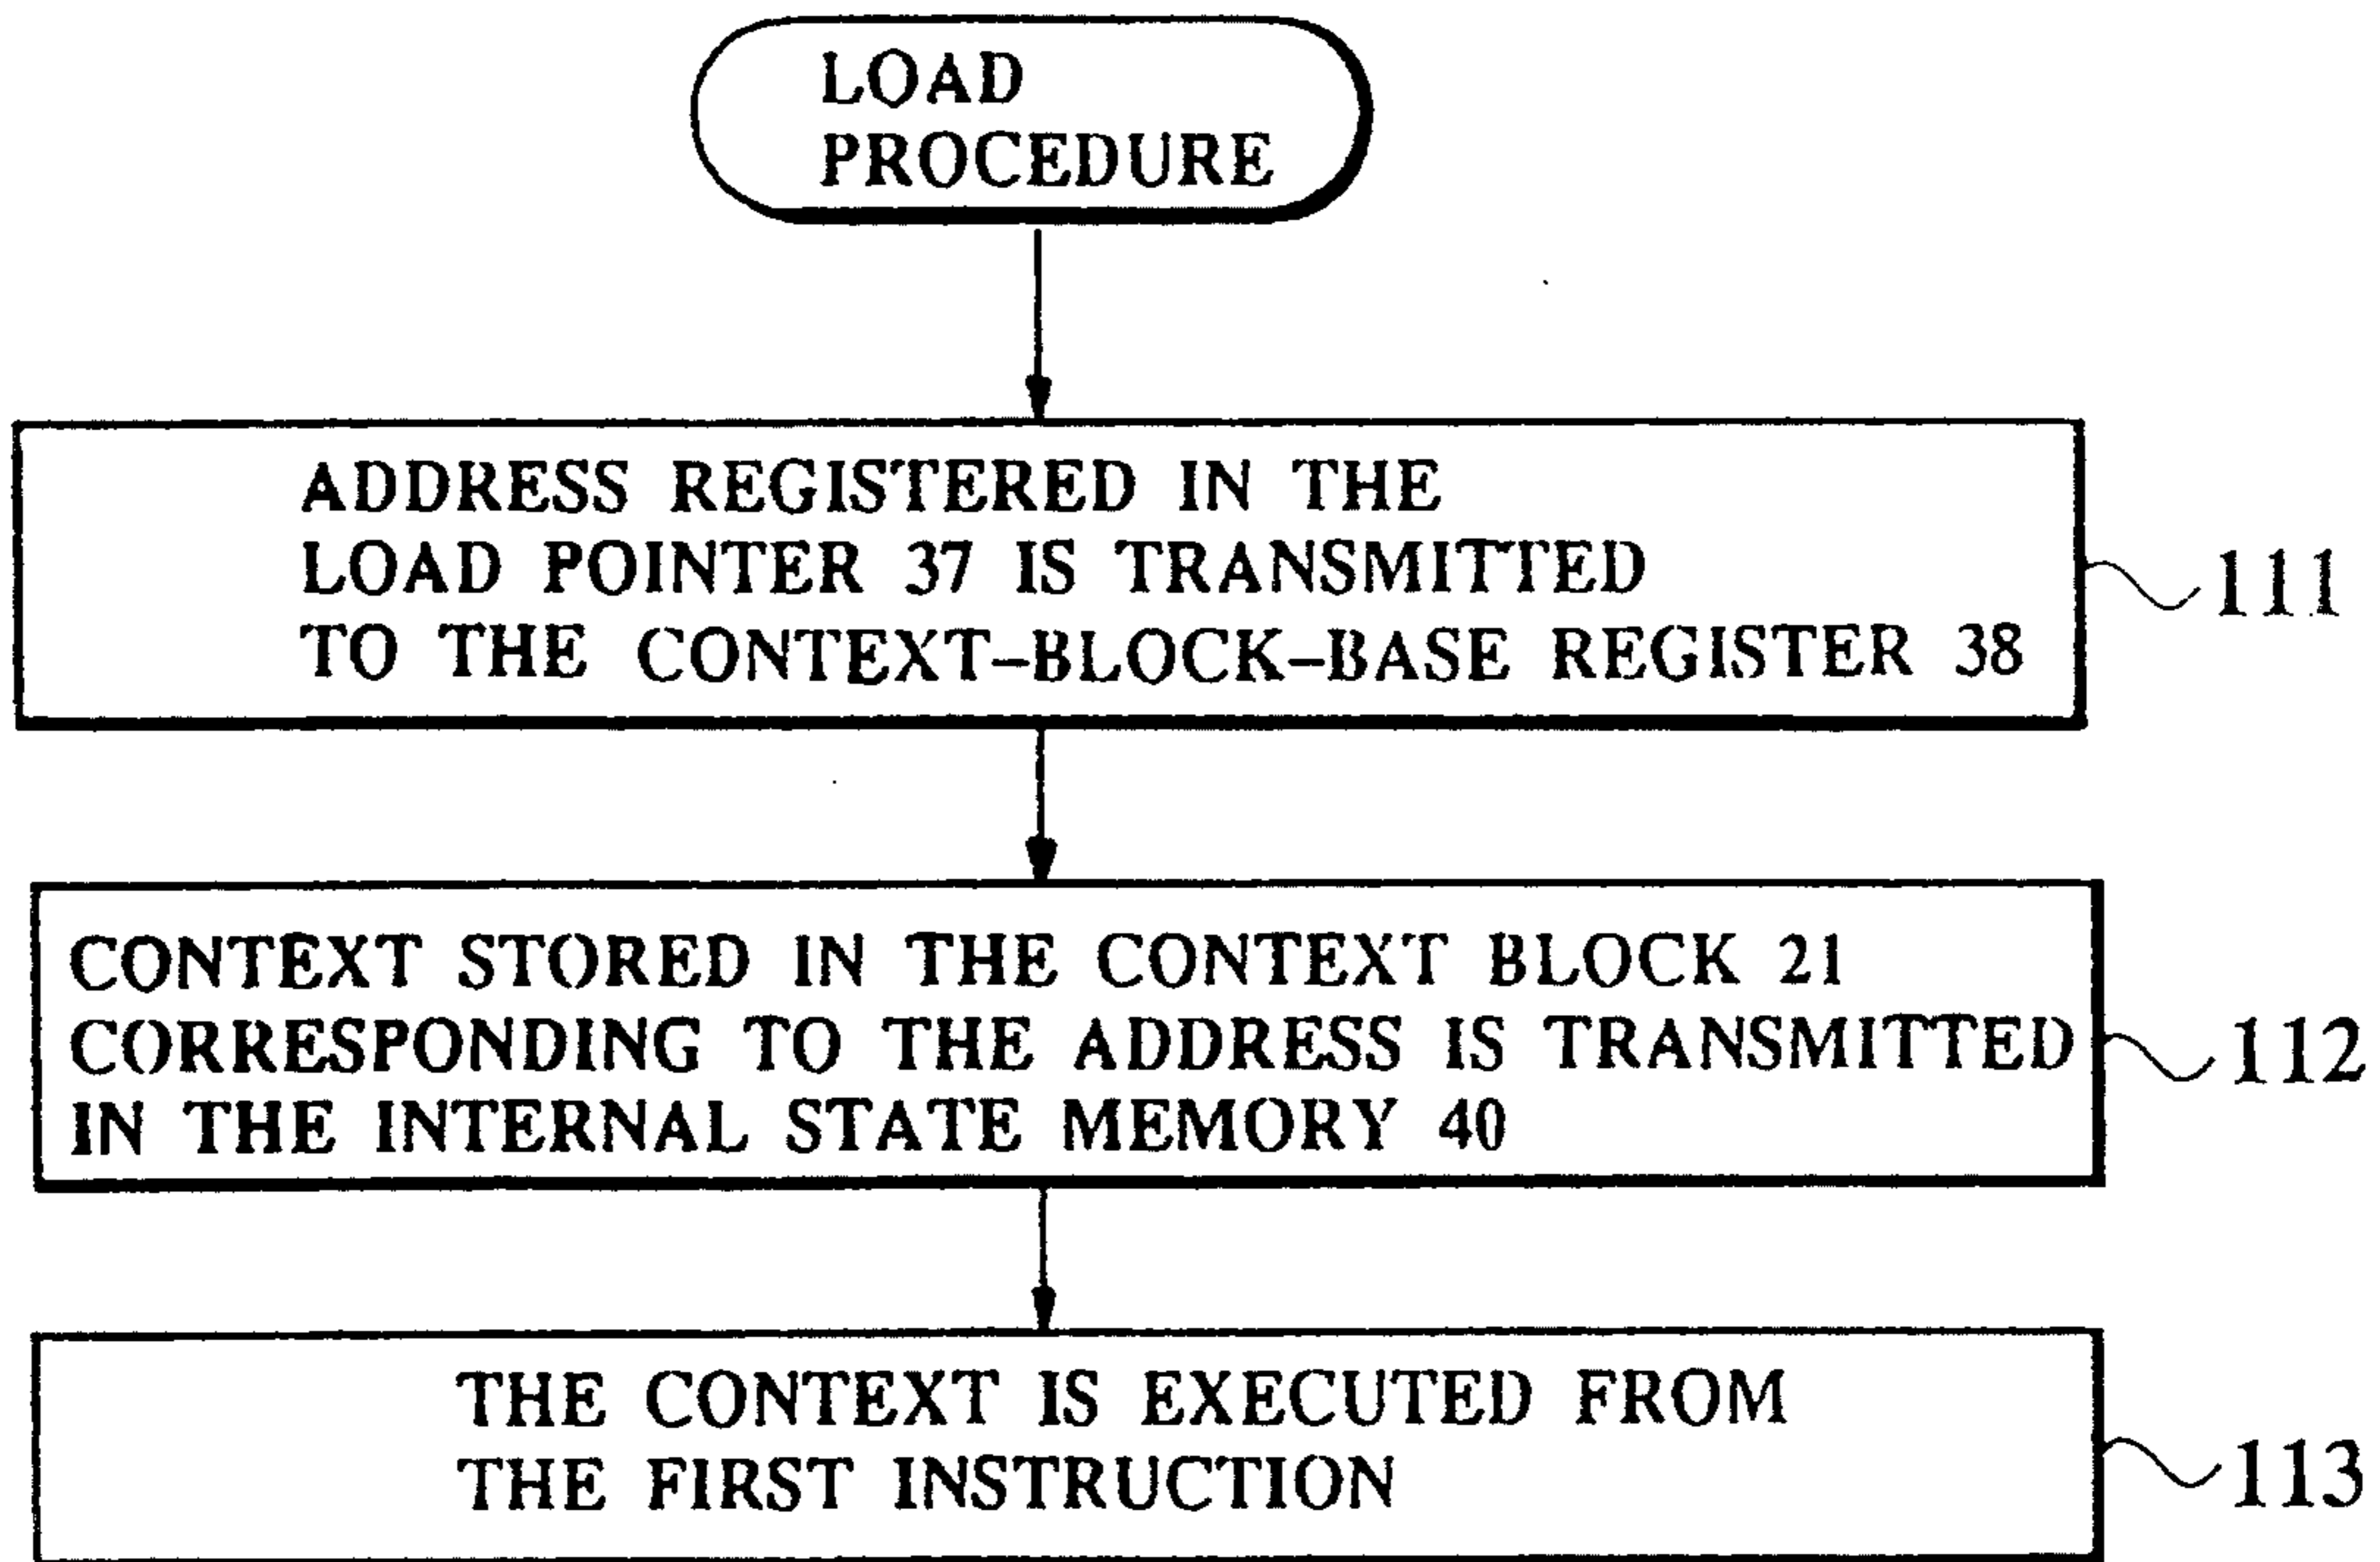 LOAD
PROCEDURE
ADDRESS REGISTERED IN THE
LOAD POINTER 37 IS TRANSMITTED
TO THE CONTEXT-BLOCK-BASE REGISTER 38
111
CONTEXT STORED IN THE CONTEXT BLOCK 21
CORRESPONDING TO THE ADDRESS IS TRANSMITTED
IN THE INTERNAL STATE MEMORY 40
112
THE CONTEXT IS EXECUTED FROM
THE FIRST INSTRUCTION
113